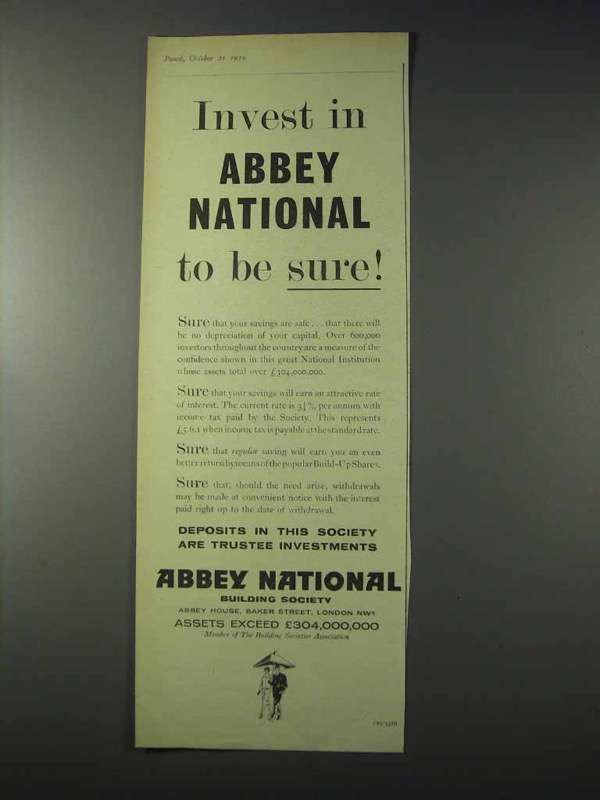 Punch, October 21 1959
Invest in
ABBEY
NATIONAL
to be sure!
Sure that your savings are safe . . . that there will
be no depreciation of your capital. Over 600,000
investors throughout the country are a measure of the
confidence shown in this great National Institution
whose assets total over £304,000,000.
Sure that your savings will earn an attractive rate
of interest. The current rate is 3¼%, per annum with
income tax paid by the Society. This represents
£5.6.1 when income tax is payable at the standard rate.
Sure that regular saving will earn you an even
better return by means of the popular Build-Up Shares.
Sure that, should the need arise, withdrawals
may be made at convenient notice with the interest
paid right up to the date of withdrawal.
DEPOSITS IN THIS SOCIETY
ARE TRUSTEE INVESTMENTS
ABBEY NATIONAL
BUILDING SOCIETY
ABBEY HOUSE, BAKER STREET, LONDON NW1
ASSETS EXCEED £304,000,000
Member of The Building Societies Association